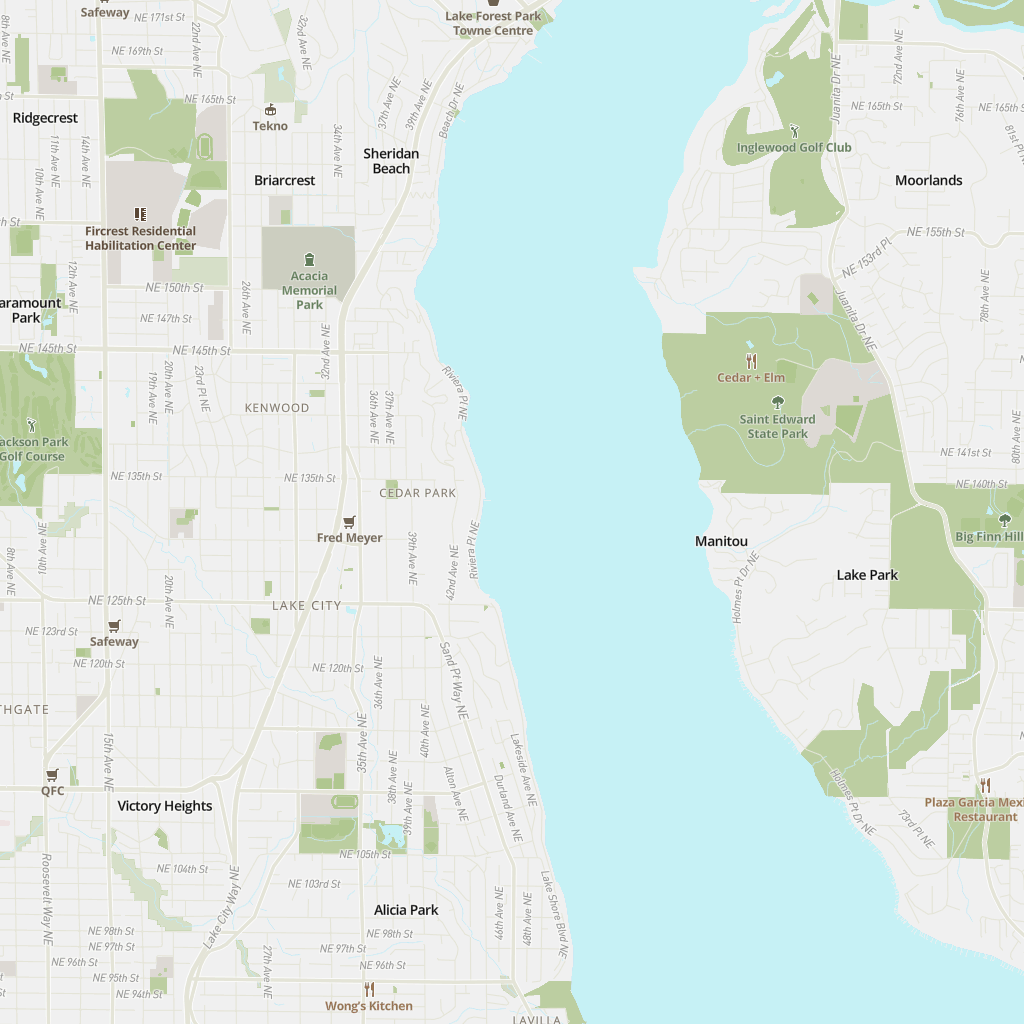 Safeway
NE 171st St
Lake Forest Park
Towne Centre
8th Ave NE
22nd Ave NE
32rd Ave NE
NE 169th St
72nd Ave NE
Juanita Dr NE
NE 165th St
37th Ave NE
39th Ave NE
Beach Dr NE
76th Ave NE
NE 165th St
NE 165th
81st Pl N
Ridgecrest
Tekno
34th Ave NE
Inglewood Golf Club
11th Ave NE
14th Ave NE
10th Ave NE
Sheridan
Beach
Briarcrest
Moorlands
Fircrest Residential
Habilitation Center
NE 155th St
NE 153rd Pl
12th Ave NE
Acacia
Memorial
Park
NE 150th St
26th Ave NE
78th Ave NE
Juanita Dr NE
aramount
Park
NE 147th St
32nd Ave NE
NE 145th St
NE 145th St
Cedar + Elm
19th Ave NE
20th Ave NE
23rd Pl NE
Riviera Pl NE
KENWOOD
36th Ave NE
37th Ave NE
Saint Edward
State Park
80th Ave NE
ackson Park
Golf Course
NE 141st St
NE 135th St
NE 135th St
NE 140th St
CEDAR PARK
Fred Meyer
10th Ave NE
39th Ave NE
42nd Ave NE
Riviera Pl NE
Manitou
Big Finn Hill
8th Ave NE
20th Ave NE
Lake Park
Holmes Pt Dr NE
NE 125th St
LAKE CITY
NE 123rd St
Safeway
NE 120th St
NE 120th St
Sand Pt Way NE
36th Ave NE
THGATE
15th Ave NE
35th Ave NE
40th Ave NE
Lakeside Ave NE
QFC
38th Ave NE
39th Ave NE
Alton Ave NE
Durland Ave NE
Holmes Pt Dr NE
Victory Heights
73rd Pl NE
Plaza Garcia Mexi
Restaurant
Roosevelt Way NE
NE 105th St
NE 104th St
NE 103rd St
Lake City Way NE
46th Ave NE
48th Ave NE
Lake Shore Blvd NE
Alicia Park
NE 98th St
NE 98th St
NE 97th St
NE 97th St
27th Ave NE
NE 96th St
NE 96th St
NE 95th St
NE 94th St
Wong's Kitchen
LAVILLA